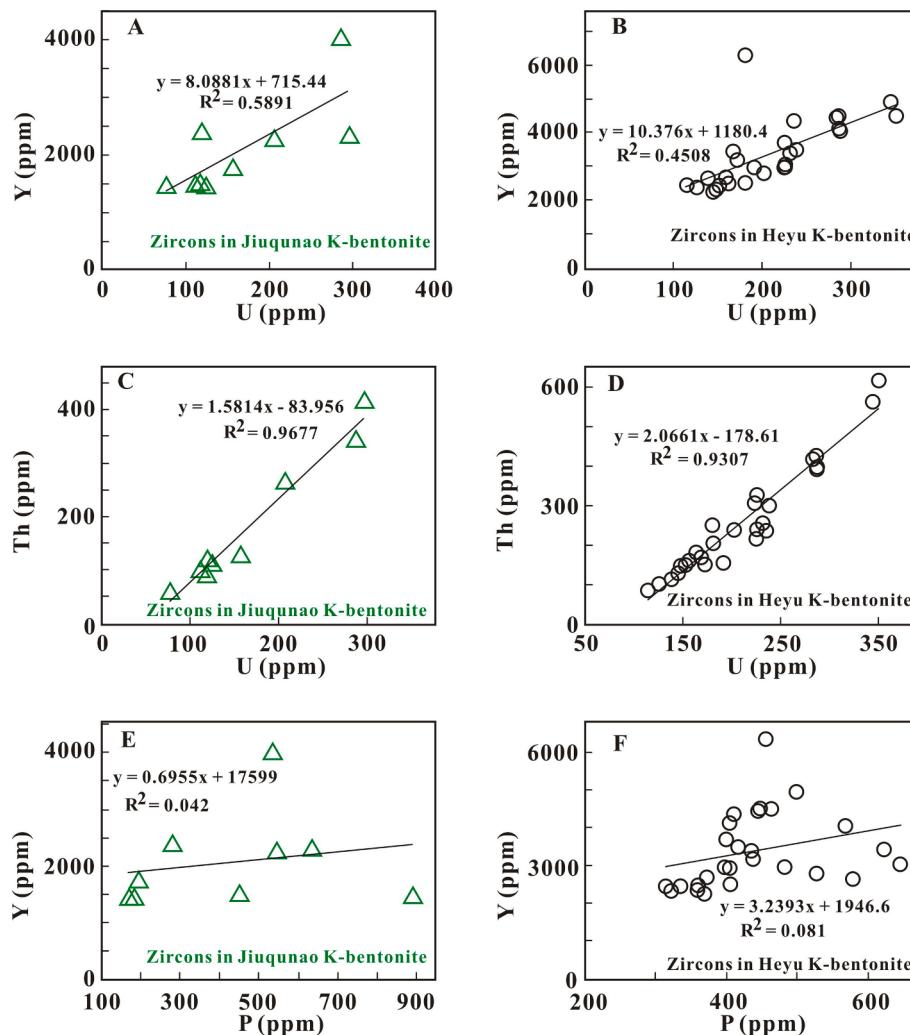 A
4000
2000
0
Y (ppm)
y = 8.0881x + 715.44
R2 = 0.5891
Zircons in Jiuqunao K-bentonite
0 100 200 300 400
U (ppm)
B
6000
4000
2000
0
Y (ppm)
y = 10.376x + 1180.4
R2 = 0.4508
Zircons in Heyu K-bentonite
0 100 200 300
U (ppm)
C
400
200
0
Th (ppm)
y = 1.5814x - 83.956
R2 = 0.9677
Zircons in Jiuqunao K-bentonite
0 100 200 300
U (ppm)
D
600
300
0
Th (ppm)
y = 2.0661x - 178.61
R2 = 0.9307
Zircons in Heyu K-bentonite
50 150 250 350
U (ppm)
E
4000
2000
0
Y (ppm)
y = 0.6955x + 17599
R2 = 0.042
Zircons in Jiuqunao K-bentonite
100 300 500 700 900
P (ppm)
F
6000
3000
0
Y (ppm)
y = 3.2393x + 1946.6
R2 = 0.081
Zircons in Heyu K-bentonite
200 400 600
P (ppm)